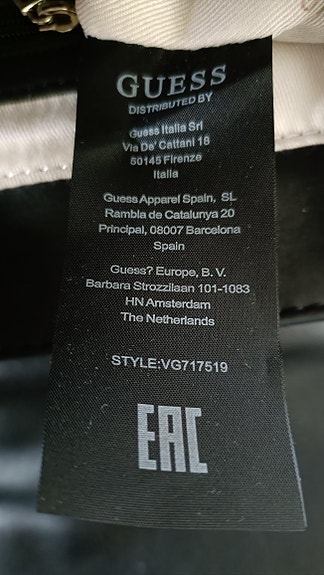 GUESS
DISTRIBUTED BY
Guess Italia Srl
Via De' Cattani 18
50145 Firenze
Italia
Guess Apparel Spain, SL
Rambla de Catalunya 20
Principal, 08007 Barcelona
Spain
Guess? Europe, B. V.
Barbara Strozzilaan 101-1083
HN Amsterdam
The Netherlands
STYLE:VG717519
EAC